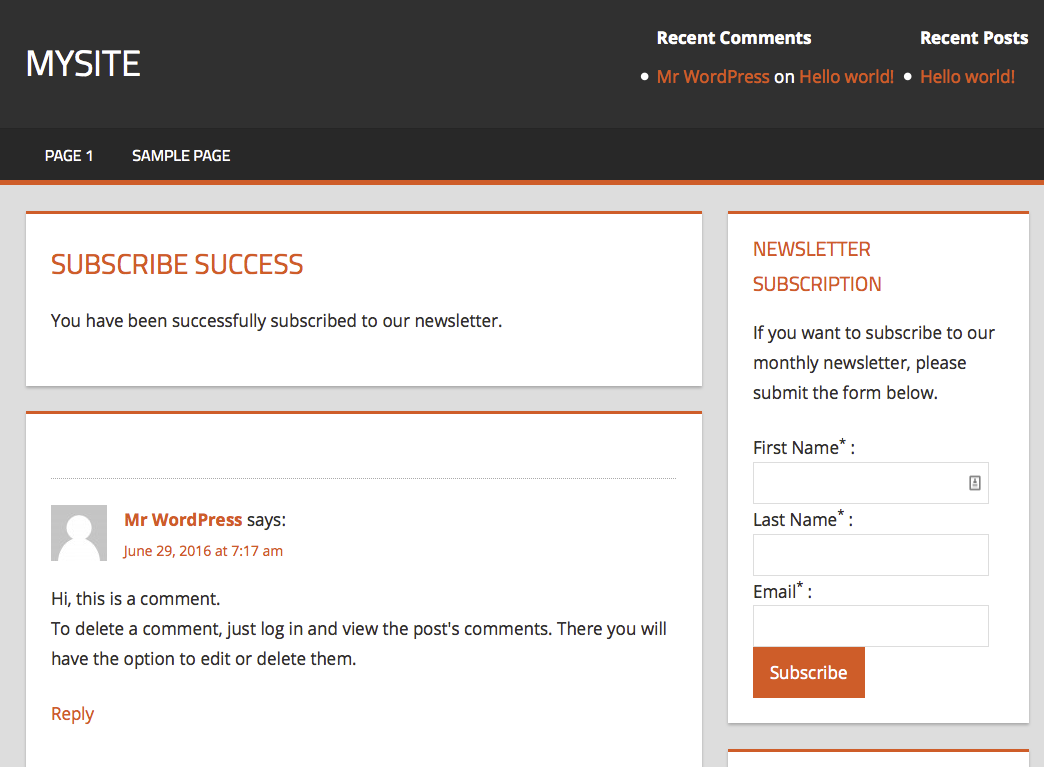 MYSITE
Recent Comments
• Mr WordPress on Hello world!
Recent Posts
• Hello world!
PAGE 1
SAMPLE PAGE
SUBSCRIBE SUCCESS
You have been successfully subscribed to our newsletter.
Mr WordPress says:
June 29, 2016 at 7:17 am
Hi, this is a comment.
To delete a comment, just log in and view the post's comments. There you will
have the option to edit or delete them.
Reply
NEWSLETTER
SUBSCRIPTION
If you want to subscribe to our
monthly newsletter, please
submit the form below.
First Name* :
Last Name* :
Email* :
Subscribe